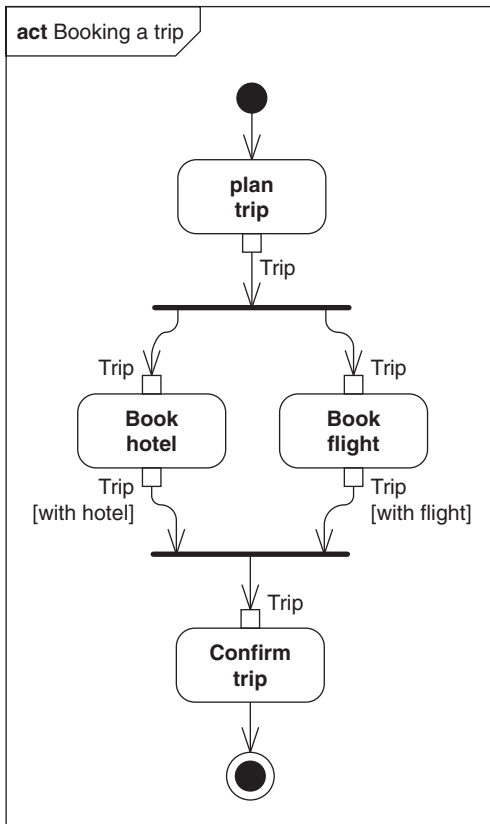 act Booking a trip
plan
trip
Trip
Trip
Trip
Book
hotel
Book
flight
Trip
[with hotel]
Trip
[with flight]
Trip
Confirm
trip